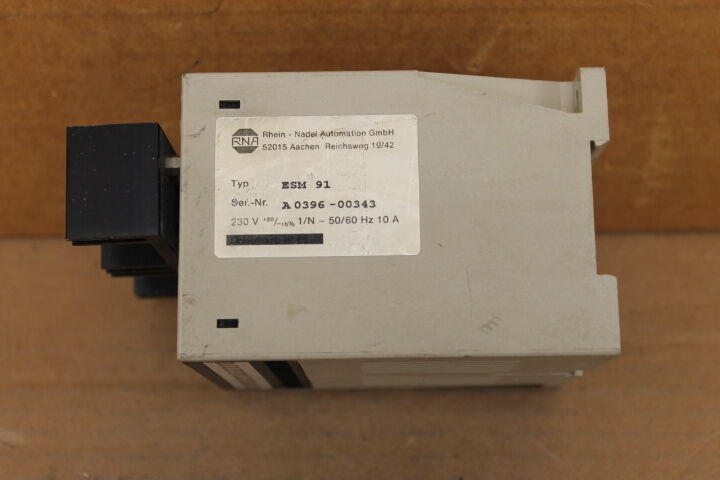 RNA
Rhein - Nadel Automation GmbH
52015 Aachen Reichsweg 19/42
Typ ESM 91
Ser.-Nr. A 0396-00343
230 V +20/-15% 1/N ~ 50/60 Hz 10 A